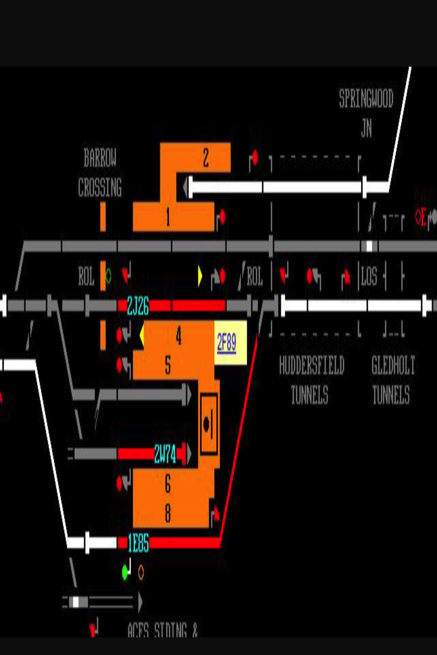 SPRINGWOOD
JN
BARROW
CROSSING
2
1
E
ROL
ROL
LOS
2J26
4
2F89
5
HUDDERSFIELD
TUNNELS
GLEDHOLT
TUNNELS
2W74
6
8
1E85
ACES SIDING &